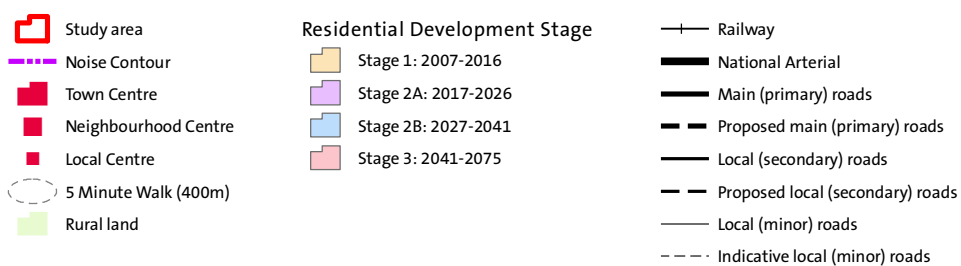 Study area
Noise Contour
Town Centre
Neighbourhood Centre
Local Centre
5 Minute Walk (400m)
Rural land
Residential Development Stage
Stage 1: 2007-2016
Stage 2A: 2017-2026
Stage 2B: 2027-2041
Stage 3: 2041-2075
Railway
National Arterial
Main (primary) roads
Proposed main (primary) roads
Local (secondary) roads
Proposed local (secondary) roads
Local (minor) roads
Indicative local (minor) roads